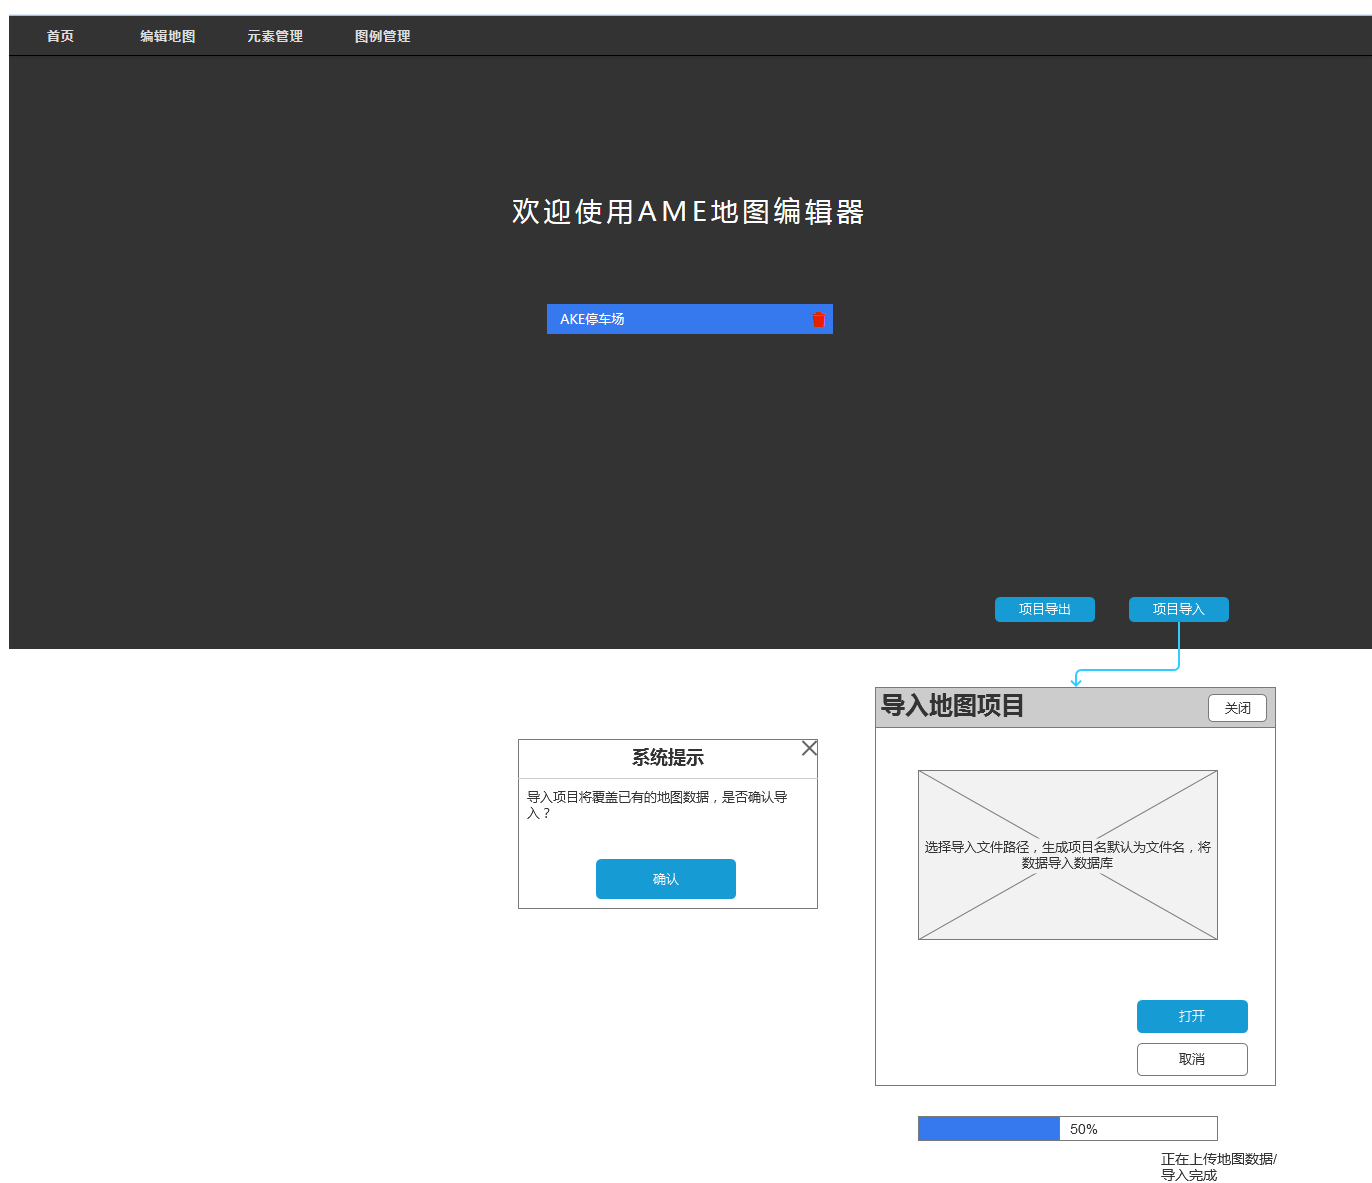 首页
编辑地图
元素管理
图例管理
欢迎使用AME地图编辑器
AKE停车场
项目导出
项目导入
导入地图项目
关闭
系统提示
导入项目将覆盖已有的地图数据，是否确认导
入？
确认
选择导入文件路径，生成项目名默认为文件名，将
数据导入数据库
打开
取消
50%
正在上传地图数据/
导入完成